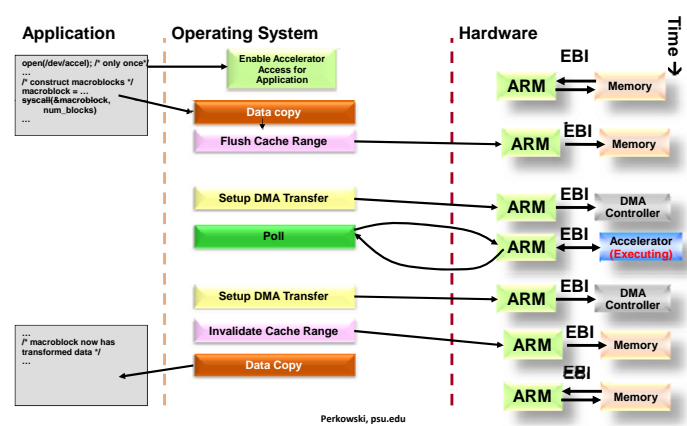 Application
Operating System
Hardware
Time →
open(/dev/accel); /* only once*/
…
/* construct macroblocks */
macroblock = …
syscall(&macroblock,
num_blocks)
…
Enable Accelerator
Access for
Application
EBI
ARM
Memory
Data copy
Flush Cache Range
EBI
ARM
Memory
Setup DMA Transfer
EBI
ARM
DMA
Controller
Poll
EBI
ARM
Accelerator
(Executing)
Setup DMA Transfer
EBI
ARM
DMA
Controller
…
/* macroblock now has
transformed data */
…
Invalidate Cache Range
EBI
ARM
Memory
Data Copy
EBI
ARM
Memory
Perkowski, psu.edu